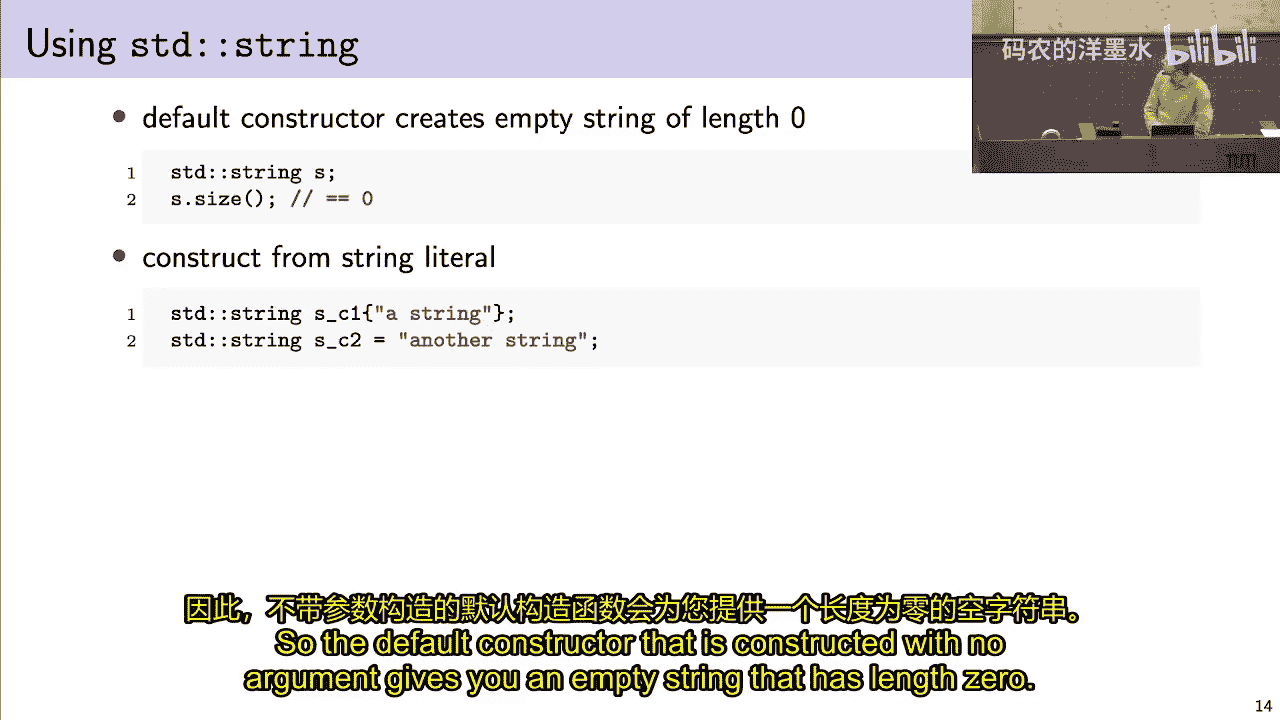 Using std::string
码农的洋墨水 bilibili
• default constructor creates empty string of length 0
1 std::string s;
2 s.size(); // == 0
• construct from string literal
1 std::string s_c1{"a string"};
2 std::string s_c2 = "another string";
因此，不带参数构造的默认构造函数会为您提供一个长度为零的空字符串。
So the default constructor that is constructed with no
argument gives you an empty string that has length zero.
14